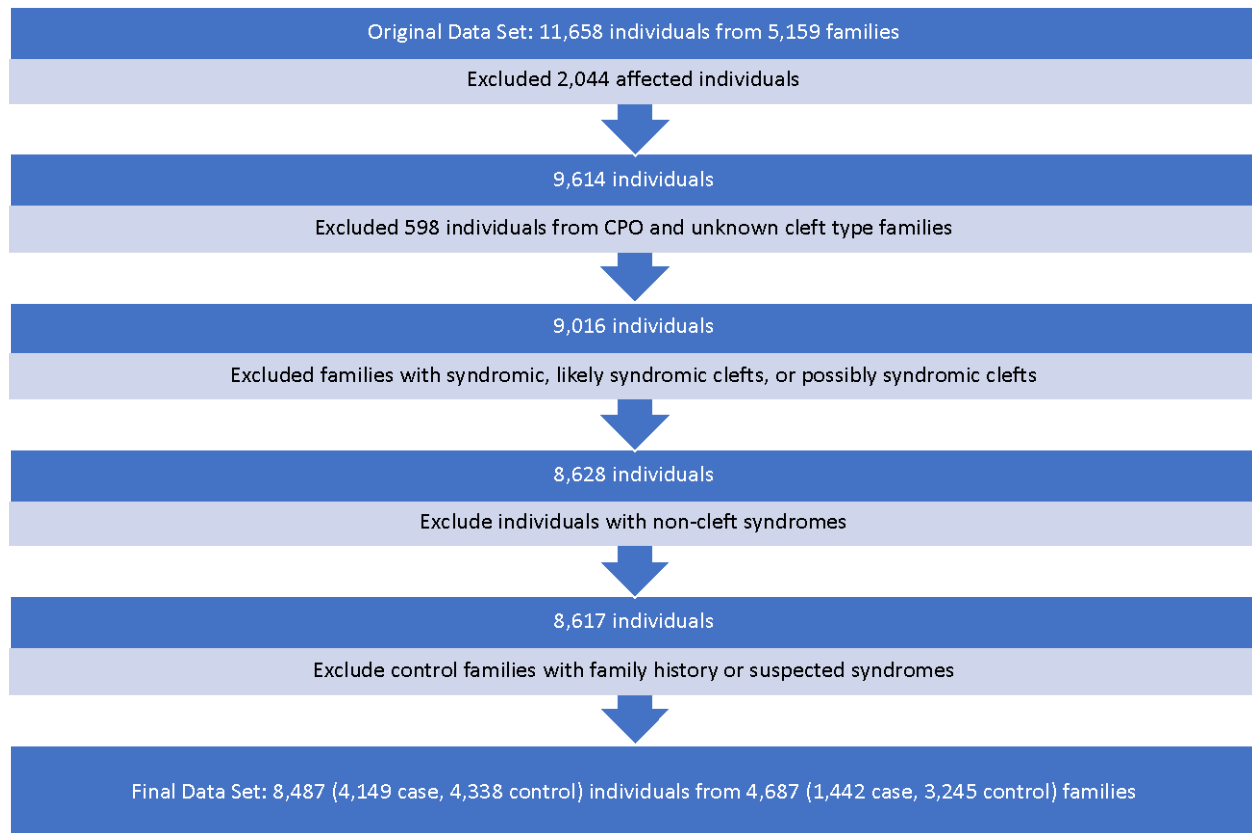 Original Data Set: 11,658 individuals from 5,159 families
Excluded 2,044 affected individuals
9,614 individuals
Excluded 598 individuals from CPO and unknown cleft type families
9,016 individuals
Excluded families with syndromic, likely syndromic clefts, or possibly syndromic clefts
8,628 individuals
Exclude individuals with non-cleft syndromes
8,617 individuals
Exclude control families with family history or suspected syndromes
Final Data Set: 8,487 (4,149 case, 4,338 control) individuals from 4,687 (1,442 case, 3,245 control) families